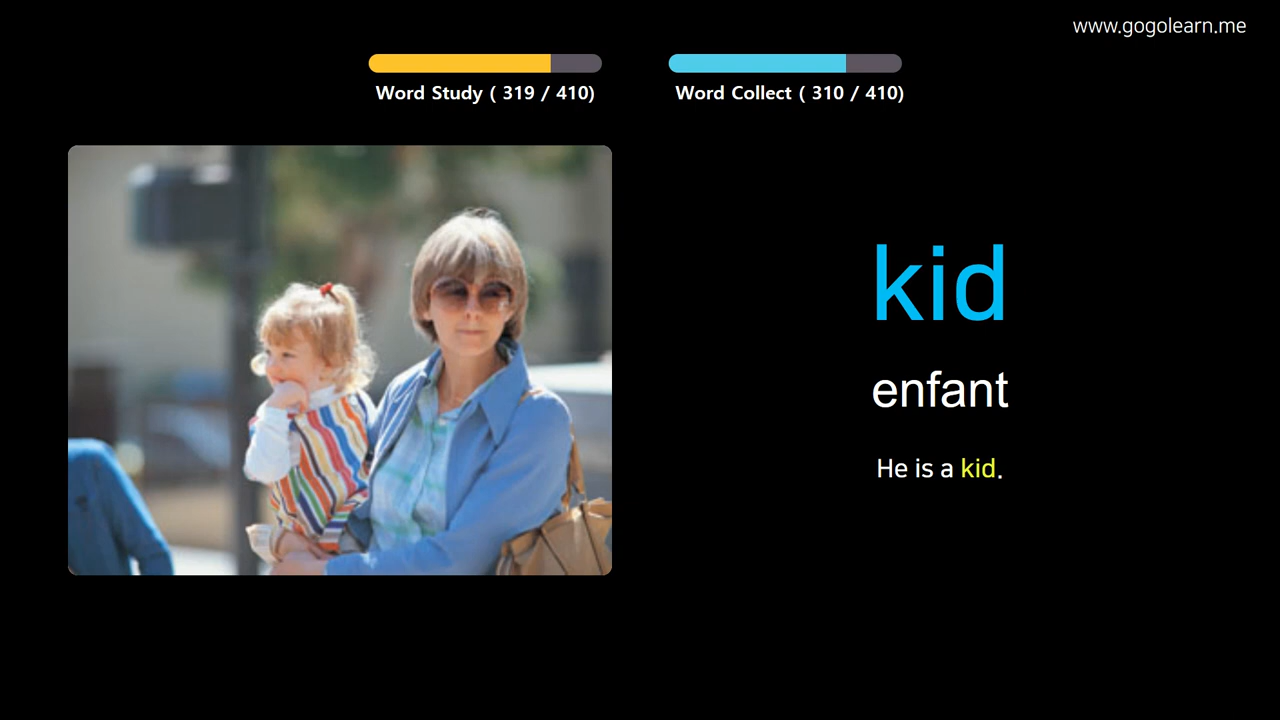 www.gogolearn.me
Word Study ( 319 / 410)
Word Collect ( 310 / 410)
kid
enfant
He is a kid.